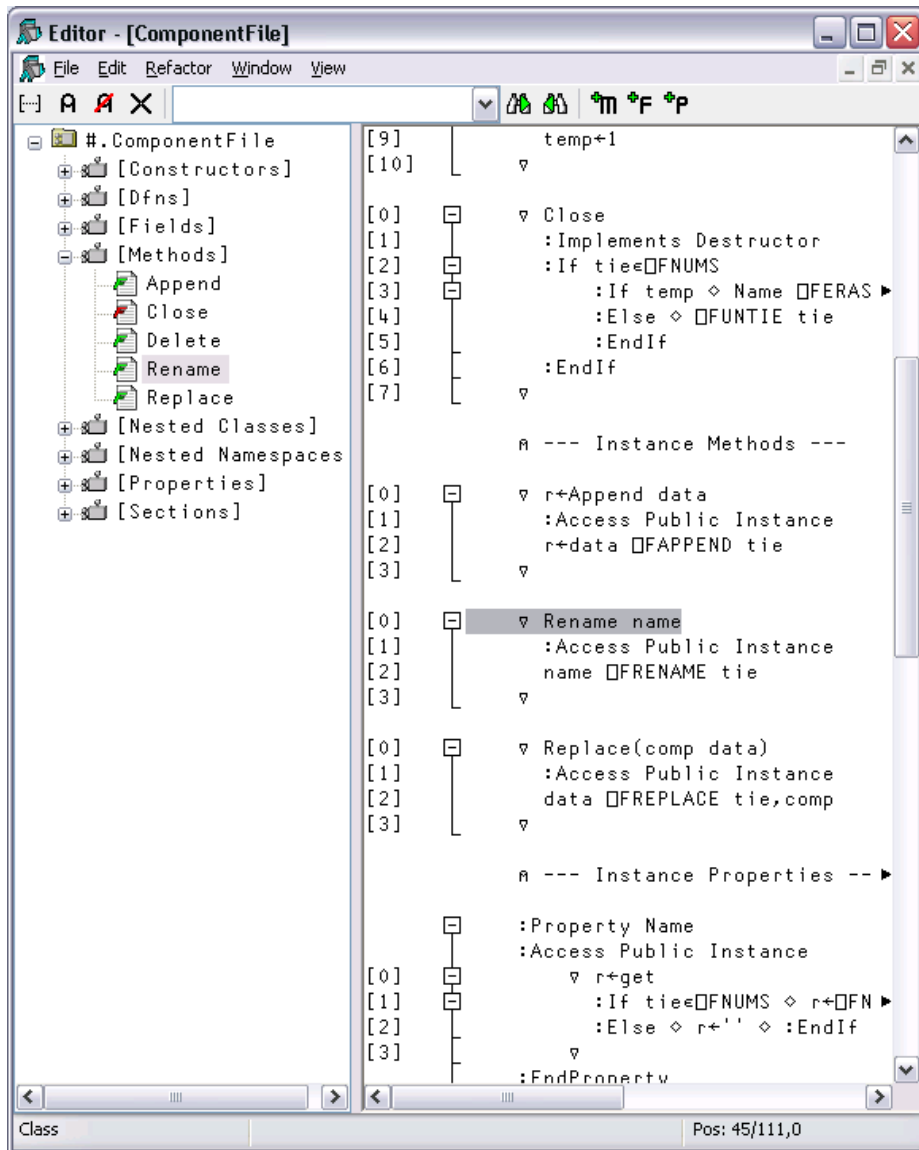 Editor - [ComponentFile]
File Edit Refactor Window View
[···] ⍝ ⍝ X m F P
#.ComponentFile
[Constructors]
[Dfns]
[Fields]
[Methods]
Append
Close
Delete
Rename
Replace
[Nested Classes]
[Nested Namespaces
[Properties]
[Sections]
[9] temp←1
[10] ∇
[0] ∇ Close
[1] :Implements Destructor
[2] :If tie∊⎕FNUMS
[3] :If temp ⋄ Name ⎕FERAS
[4] :Else ⋄ ⎕FUNTIE tie
[5] :EndIf
[6] :EndIf
[7] ∇
⍝ --- Instance Methods ---
[0] ∇ r←Append data
[1] :Access Public Instance
[2] r←data ⎕FAPPEND tie
[3] ∇
[0] ∇ Rename name
[1] :Access Public Instance
[2] name ⎕FRENAME tie
[3] ∇
[0] ∇ Replace(comp data)
[1] :Access Public Instance
[2] data ⎕FREPLACE tie,comp
[3] ∇
⍝ --- Instance Properties --
:Property Name
:Access Public Instance
[0] ∇ r←get
[1] :If tie∊⎕FNUMS ⋄ r←⎕FN
[2] :Else ⋄ r←'' ⋄ :EndIf
[3] ∇
:EndProperty
Class Pos: 45/111,0